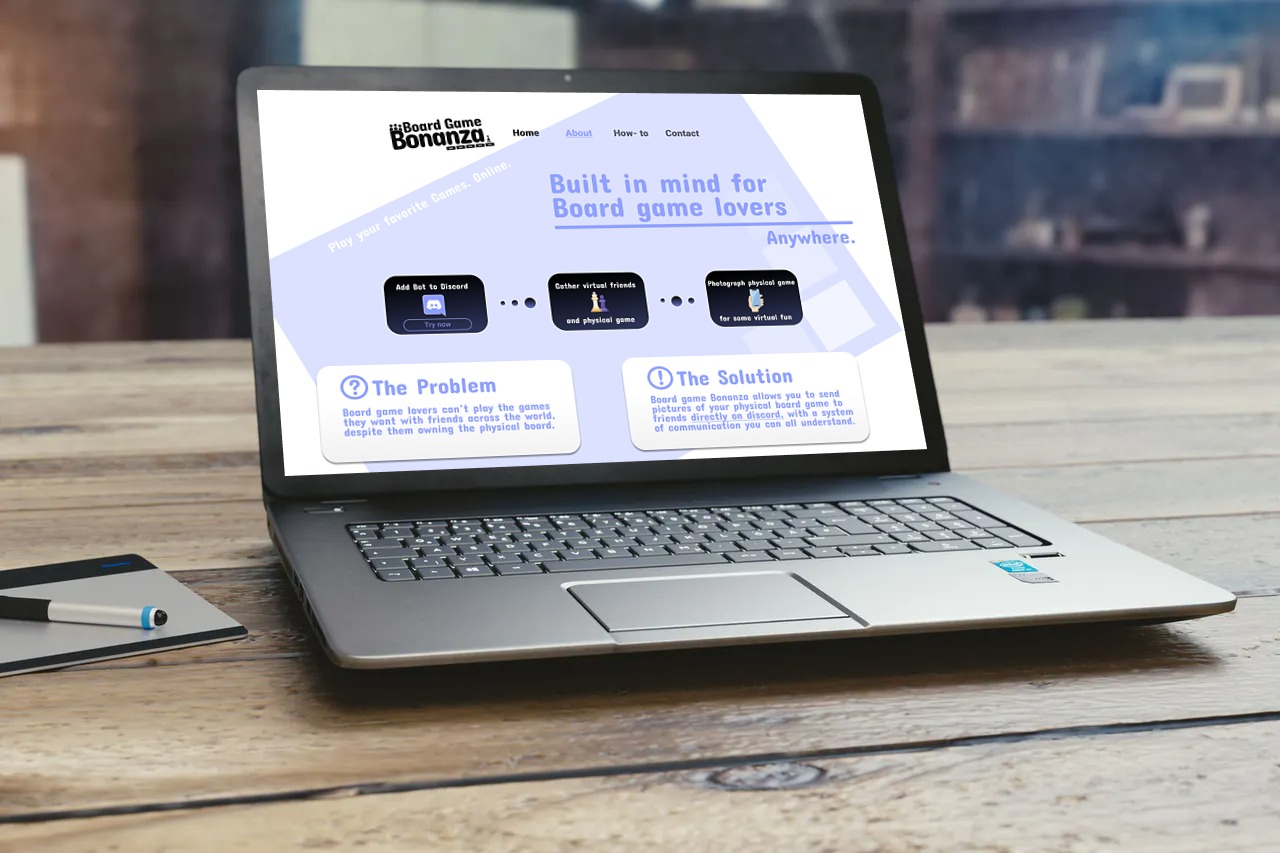 Board Game
Bonanza
Home
About
How- to
Contact
Play your favorite Games. Online.
Built in mind for
Board game lovers
Anywhere.
Add Bot to Discord
Try now
Gather virtual friends
and physical game
Photograph physical game
for some virtual fun
The Problem
Board game lovers can't play the games
they want with friends across the world,
despite them owning the physical board.
The Solution
Board game Bonanza allows you to send
pictures of your physical board game to
friends directly on discord, with a system
of communication you can all understand.